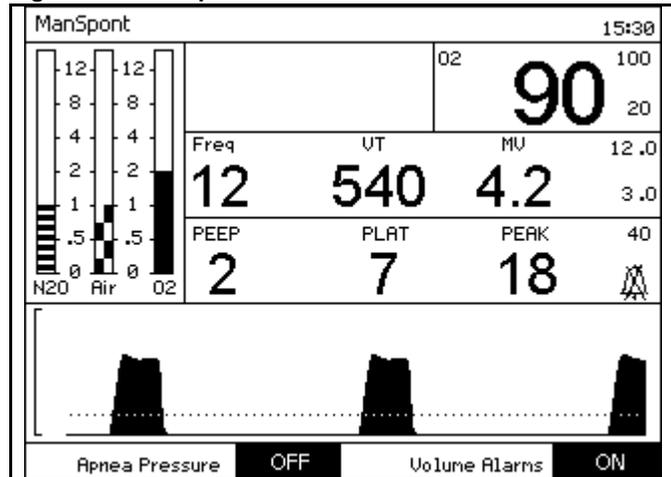 ManSpont 15:30
O2 90 100
20
12 12
8 8
4 4
2 2
1 1
.5 .5
0 0
N2O Air O2
Freq VT MV 12.0
12 540 4.2 3.0
PEEP PLAT PEAK 40
2 7 18
Apnea Pressure OFF Volume Alarms ON